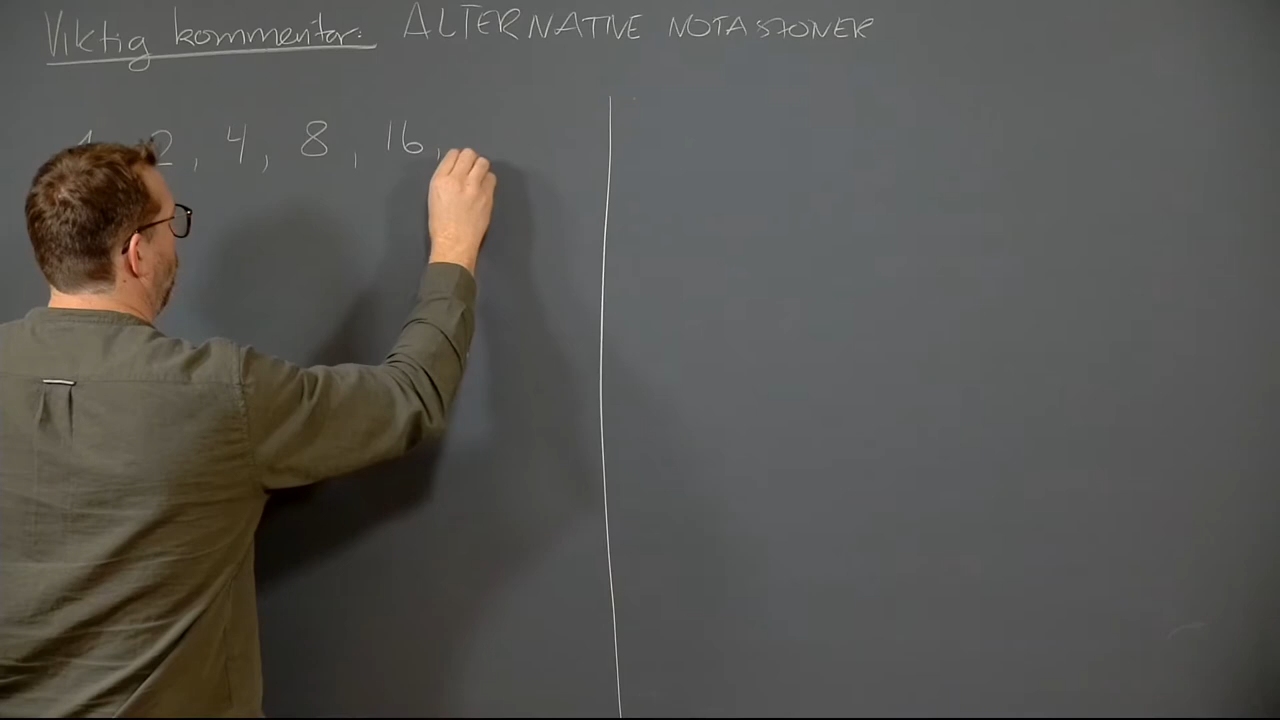 Viktig kommentar: ALTERNATIVE NOTASJONER
1, 2, 4, 8, 16,